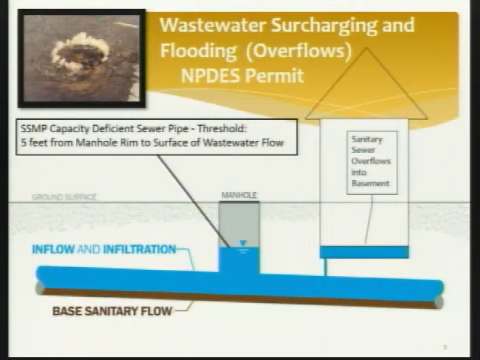 Wastewater Surcharging and
Flooding (Overflows)
NPDES Permit
SSMP Capacity Deficient Sewer Pipe - Threshold:
5 feet from Manhole Rim to Surface of Wastewater Flow
Sanitary
Sewer
Overflows
into
Basement
GROUND SURFACE
MANHOLE
INFLOW AND INFILTRATION
BASE SANITARY FLOW